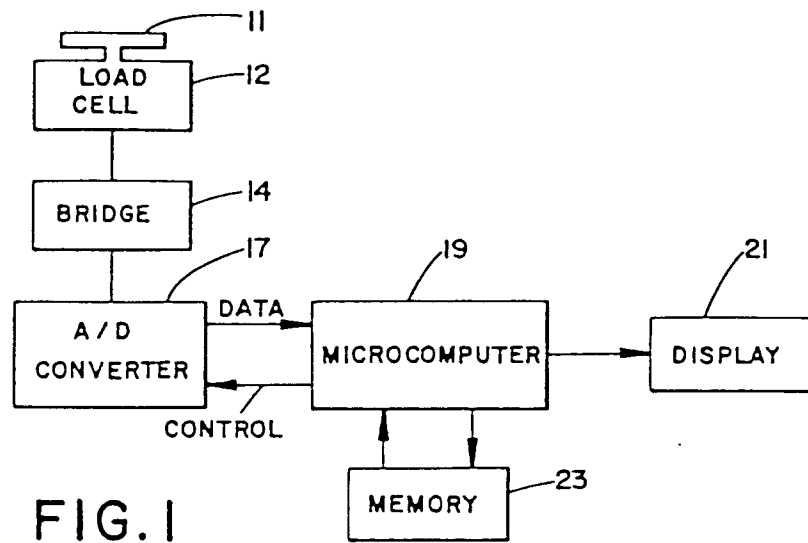 11
LOAD
CELL
12
BRIDGE
14
17
A/D
CONVERTER
DATA
CONTROL
19
MICROCOMPUTER
21
DISPLAY
MEMORY
23
FIG.1